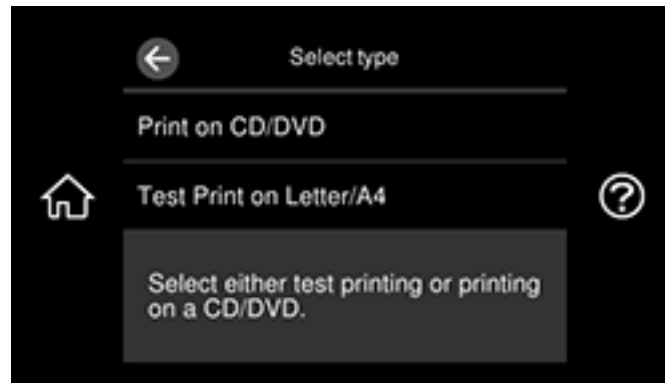 Select type
Print on CD/DVD
Test Print on Letter/A4
?
Select either test printing or printing
on a CD/DVD.